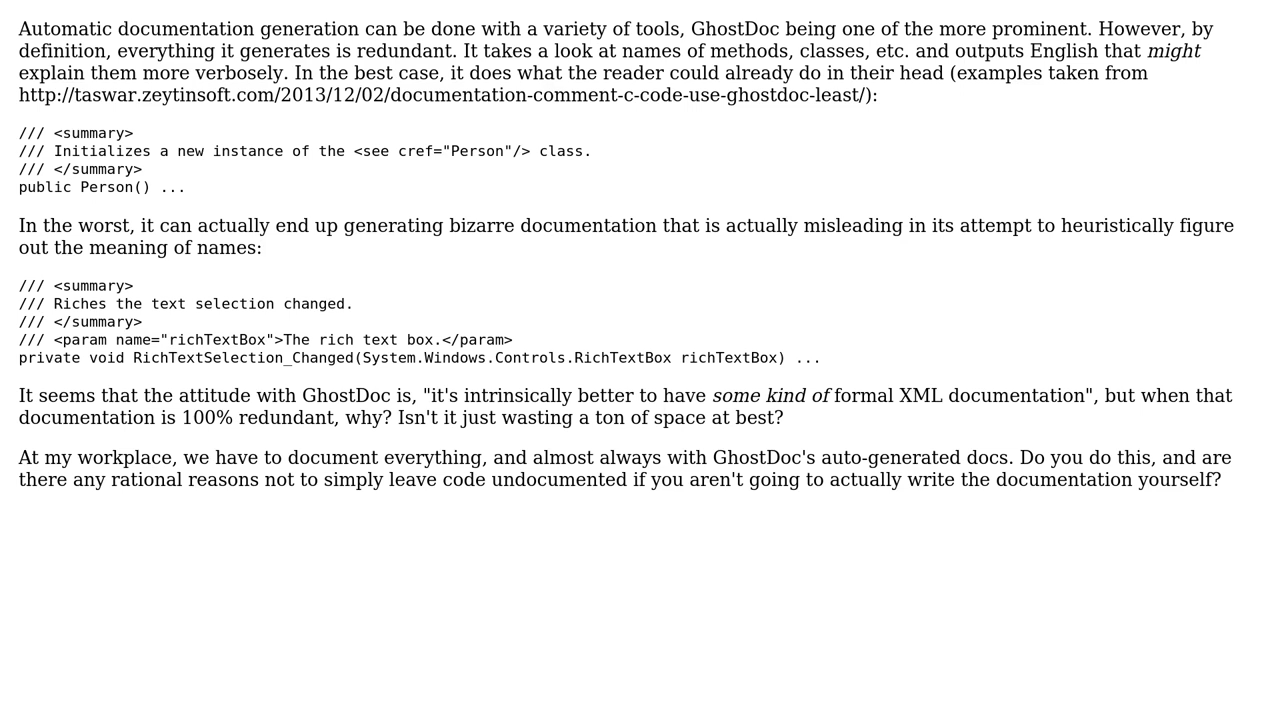 Automatic documentation generation can be done with a variety of tools, GhostDoc being one of the more prominent. However, by
definition, everything it generates is redundant. It takes a look at names of methods, classes, etc. and outputs English that might
explain them more verbosely. In the best case, it does what the reader could already do in their head (examples taken from
http://taswar.zeytinsoft.com/2013/12/02/documentation-comment-c-code-use-ghostdoc-least/):
/// <summary>
/// Initializes a new instance of the <see cref="Person"/> class.
/// </summary>
public Person() ...
In the worst, it can actually end up generating bizarre documentation that is actually misleading in its attempt to heuristically figure
out the meaning of names:
/// <summary>
/// Riches the text selection changed.
/// </summary>
/// <param name="richTextBox">The rich text box.</param>
private void RichTextSelection_Changed(System.Windows.Controls.RichTextBox richTextBox) ...
It seems that the attitude with GhostDoc is, "it's intrinsically better to have some kind of formal XML documentation", but when that
documentation is 100% redundant, why? Isn't it just wasting a ton of space at best?
At my workplace, we have to document everything, and almost always with GhostDoc's auto-generated docs. Do you do this, and are
there any rational reasons not to simply leave code undocumented if you aren't going to actually write the documentation yourself?